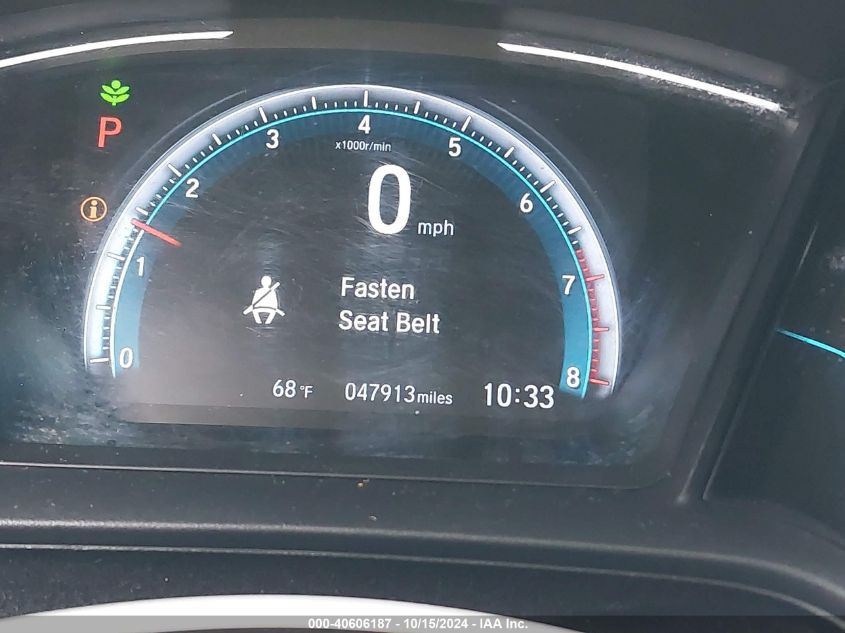 P
4
3
5
x1000r/min
2
6
0 mph
1
7
Fasten
Seat Belt
0
8
68°F 047913 miles 10:33
000-40606187 - 10/15/2024 - IAA Inc.